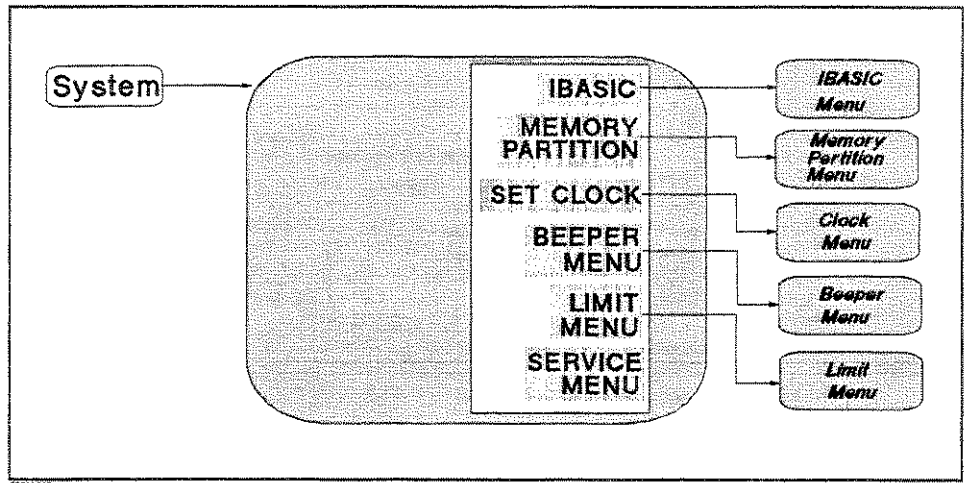 System
IBASIC
MEMORY
PARTITION
SET CLOCK
BEEPER
MENU
LIMIT
MENU
SERVICE
MENU
IBASIC
Menu
Memory
Partition
Menu
Clock
Menu
Beeper
Menu
Limit
Menu